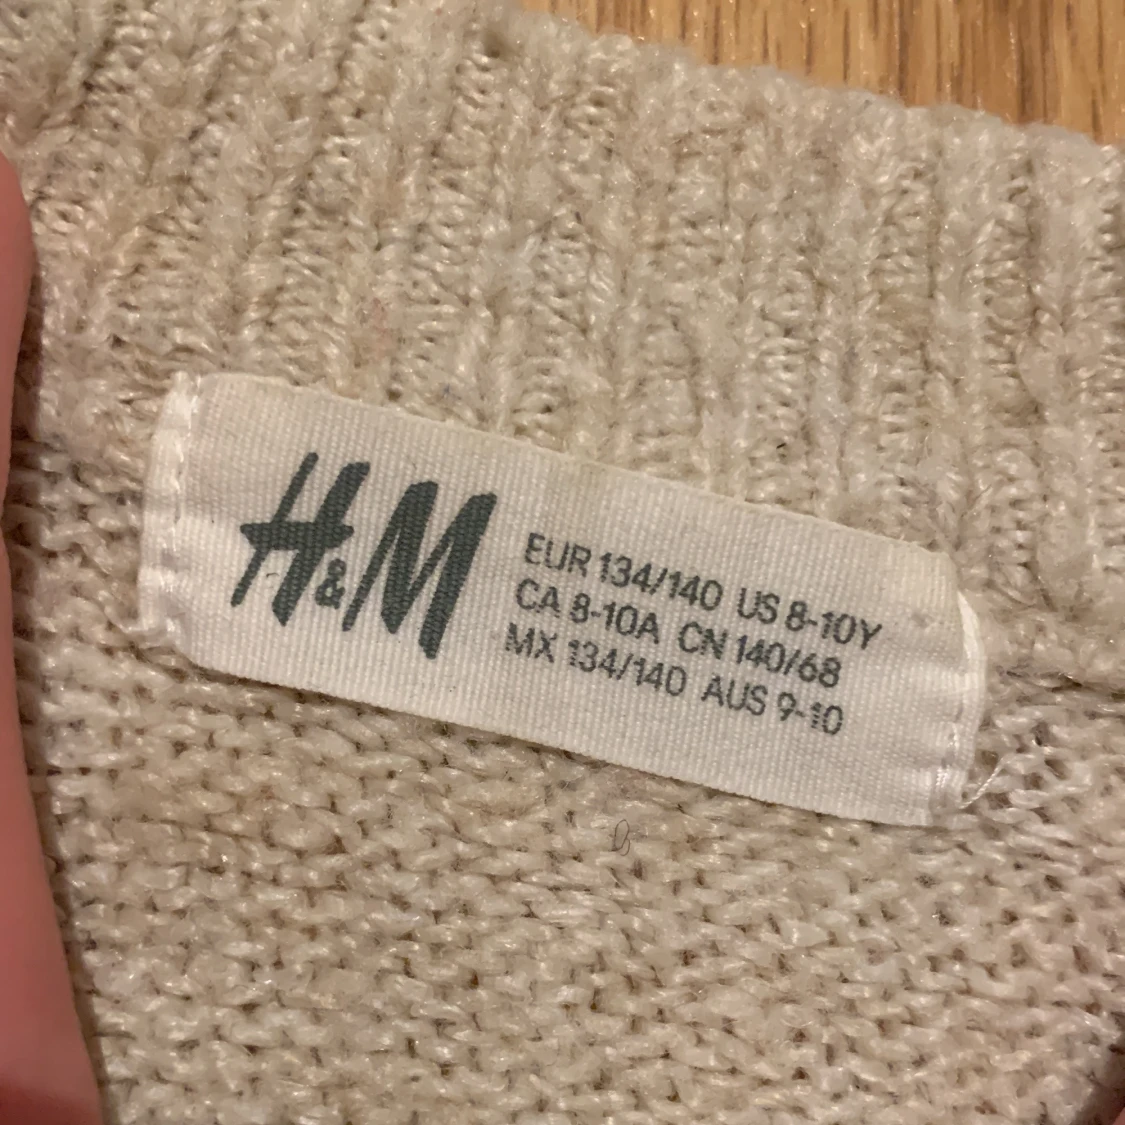 H&M
EUR 134/140 US 8-10Y
CA 8-10A CN 140/68
MX 134/140 AUS 9-10